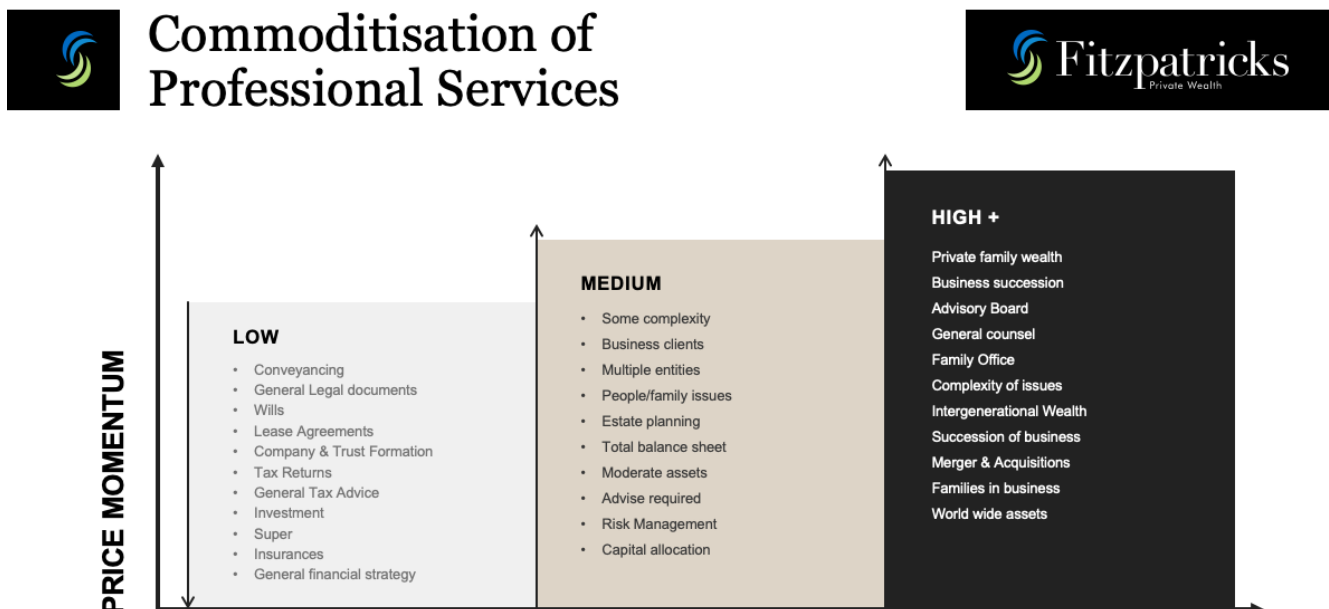 Commoditisation of
Professional Services
Fitzpatricks
Private Wealth
PRICE MOMENTUM
LOW
• Conveyancing
• General Legal documents
• Wills
• Lease Agreements
• Company & Trust Formation
• Tax Returns
• General Tax Advice
• Investment
• Super
• Insurances
• General financial strategy
MEDIUM
• Some complexity
• Business clients
• Multiple entities
• People/family issues
• Estate planning
• Total balance sheet
• Moderate assets
• Advise required
• Risk Management
• Capital allocation
HIGH +
Private family wealth
Business succession
Advisory Board
General counsel
Family Office
Complexity of issues
Intergenerational Wealth
Succession of business
Merger & Acquisitions
Families in business
World wide assets